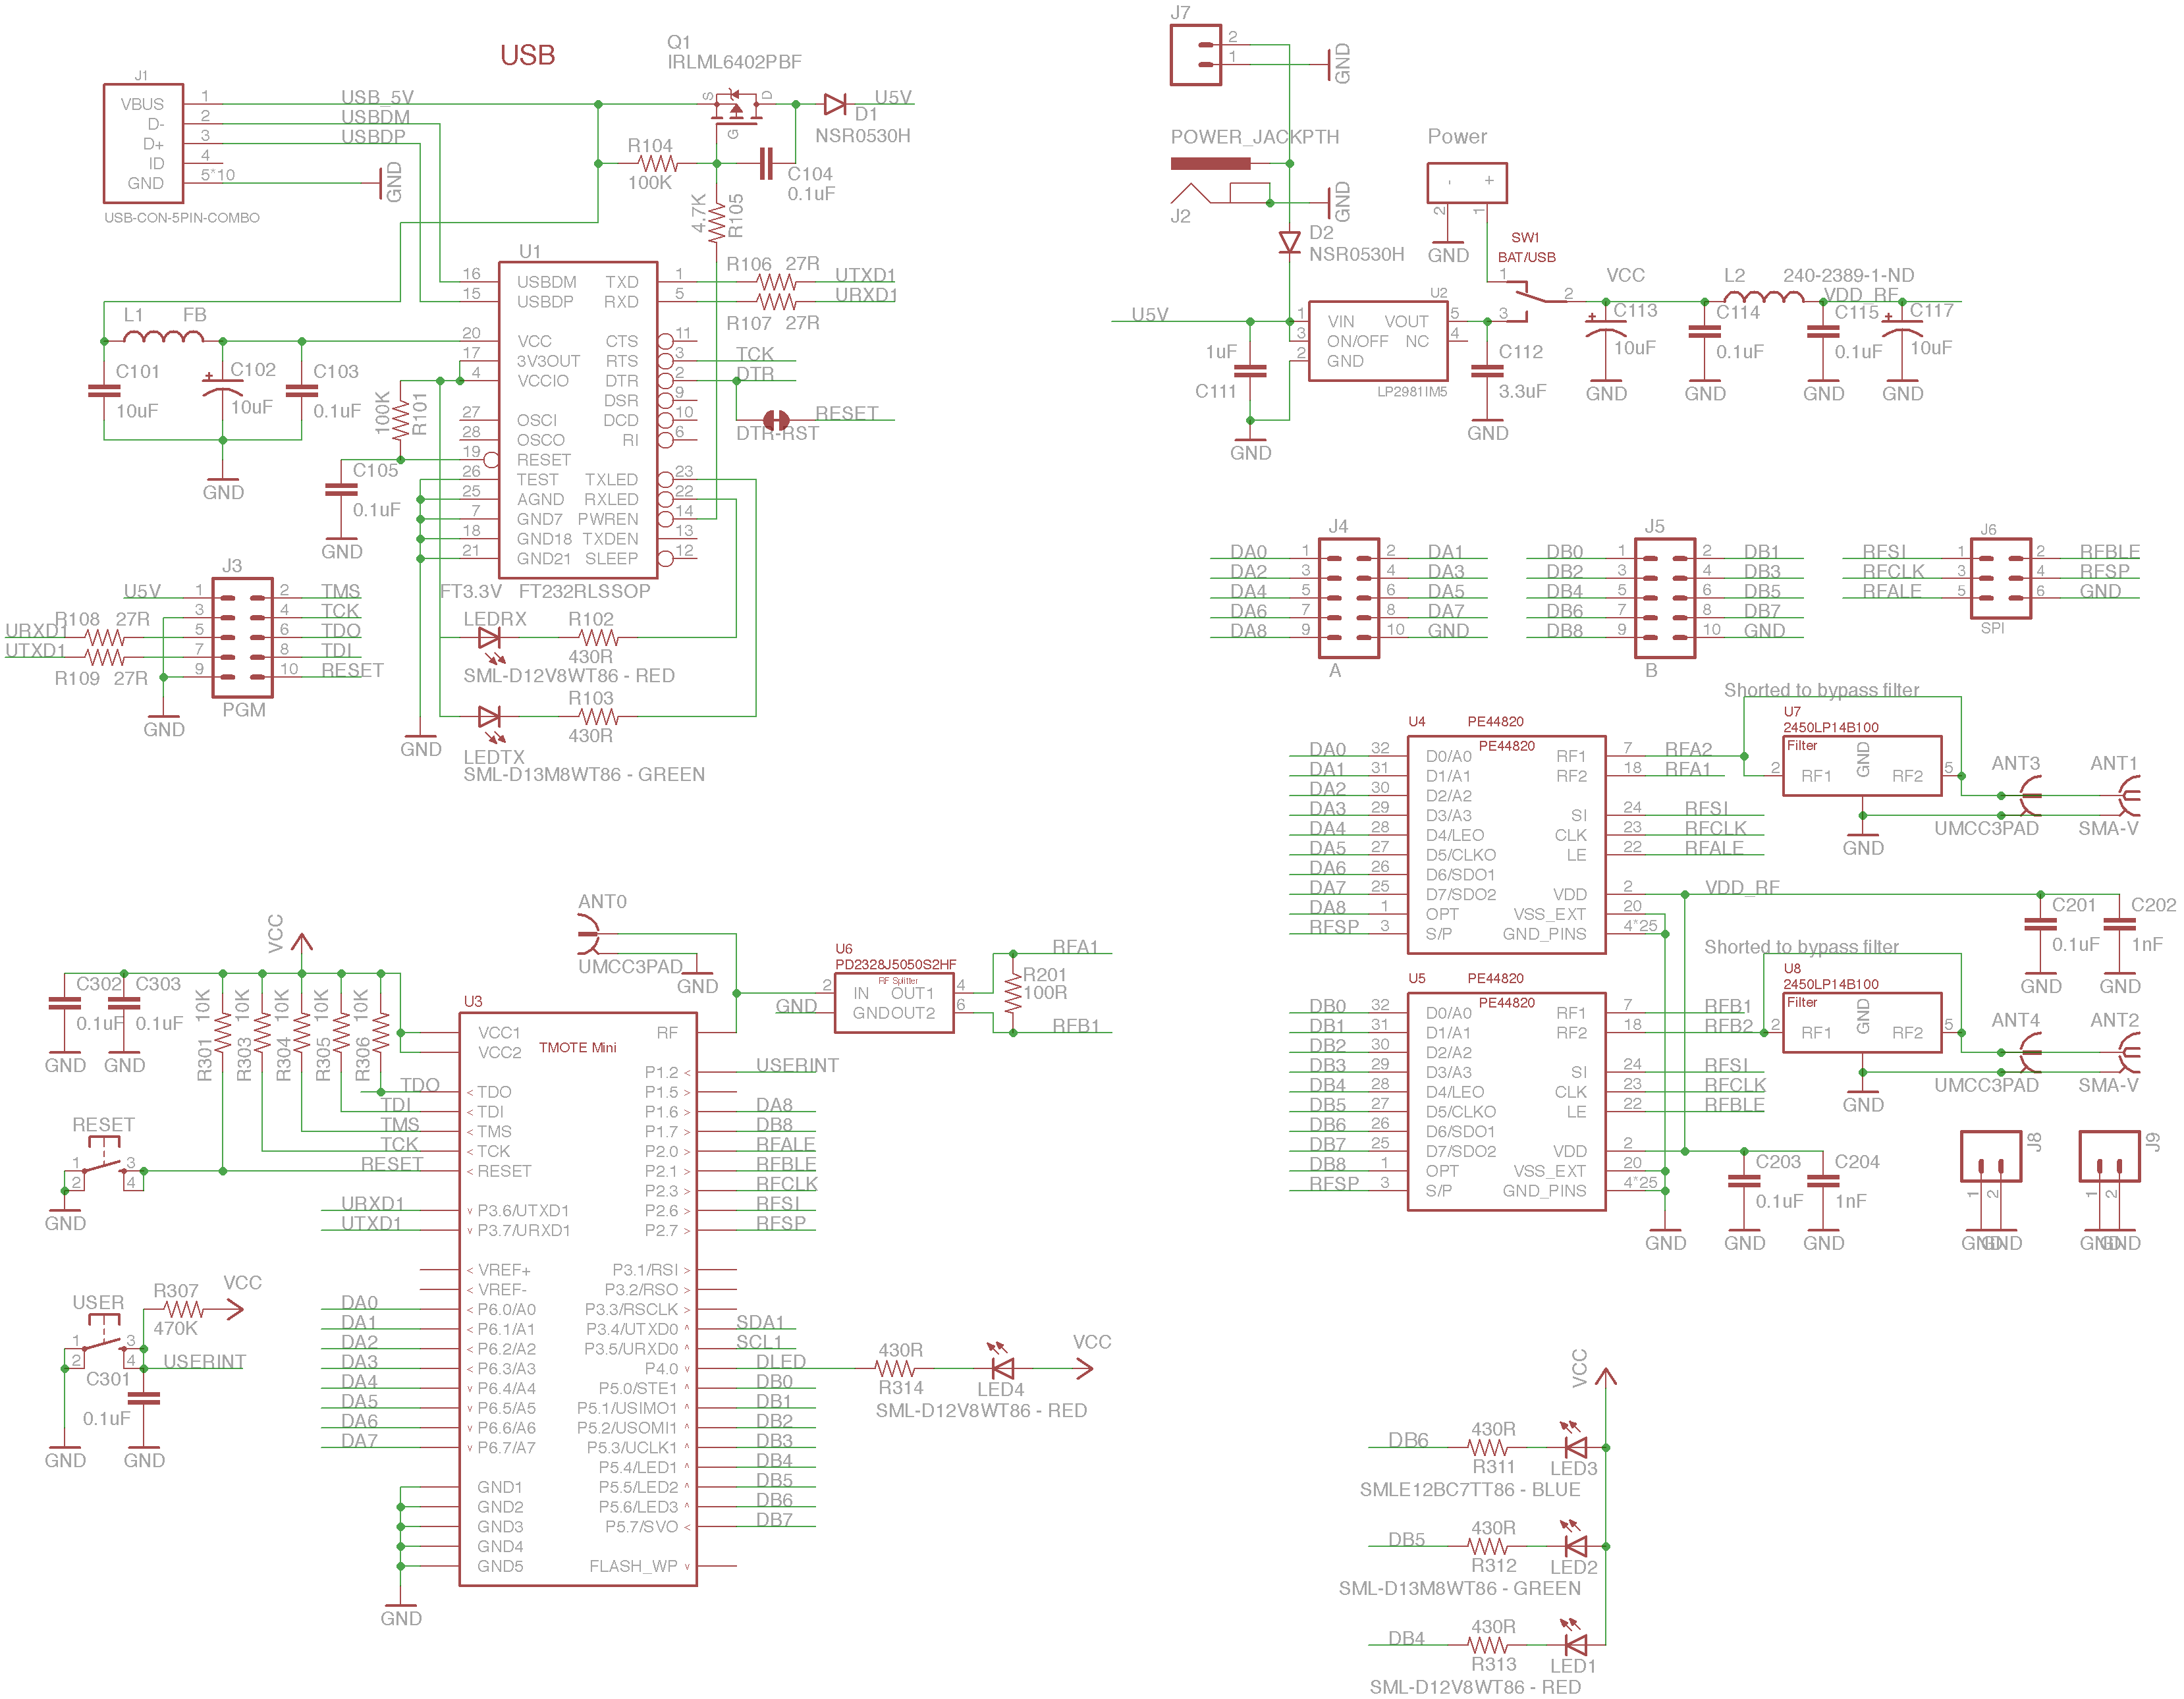 USB
J1
VBUS 1 USB_5V
D- 2 USBDM
D+ 3 USBDP
ID 4
GND 5*10 GND
USB-CON-5PIN-COMBO
Q1
IRLML6402PBF
S D G
U5V
D1
NSR0530H
R104
100K
C104
0.1uF
4.7K
R105
U1
16 USBDM TXD 1 R106 27R UTXD1
15 USBDP RXD 5 R107 27R URXD1
20 VCC CTS 11
17 3V3OUT RTS 3 TCK
4 VCCIO DTR 2 DTR
DSR 9
27 OSCI DCD 10 RESET
28 OSCO RI 6 DTR-RST
19 RESET
26 TEST TXLED 23
25 AGND RXLED 22
7 GND7 PWREN 14
18 GND18 TXDEN 13
21 GND21 SLEEP 12
FT3.3V FT232RLSSOP
L1 FB
C101
10uF
C102
10uF
C103
0.1uF
GND
100K
R101
C105
0.1uF
GND
LEDRX
R102
430R
SML-D12V8WT86 - RED
R103
430R
LEDTX
SML-D13M8WT86 - GREEN
GND
J3
U5V 1 2 TMS
3 4 TCK
R108 27R
URXD1 5 6 TDO
UTXD1 7 8 TDI
R109 27R
9 10 RESET
GND
PGM
J7
2
1
GND
POWER_JACKPTH
J2
GND
D2
NSR0530H
Power
- +
2 1
GND
SW1
BAT/USB
1
2
3
VCC
L2 240-2389-1-ND
VDD_RF
U5V
U2
1 VIN VOUT 5
3 ON/OFF NC 4
2 GND
LP2981IM5
1uF
C111
GND
C112
3.3uF
GND
C113
10uF
GND
C114
0.1uF
GND
C115
0.1uF
GND
C117
10uF
GND
J4
DA0 1 2 DA1
DA2 3 4 DA3
DA4 5 6 DA5
DA6 7 8 DA7
DA8 9 10 GND
A
J5
DB0 1 2 DB1
DB2 3 4 DB3
DB4 5 6 DB5
DB6 7 8 DB7
DB8 9 10 GND
B
J6
RFSI 1 2 RFBLE
RFCLK 3 4 RFSP
RFALE 5 6 GND
SPI
U4 PE44820
PE44820
DA0 32 D0/A0 RF1 7 RFA2
DA1 31 D1/A1 RF2 18 RFA1
DA2 30 D2/A2
DA3 29 D3/A3 SI 24 RFSI
DA4 28 D4/LEO CLK 23 RFCLK
DA5 27 D5/CLKO LE 22 RFALE
DA6 26 D6/SDO1
DA7 25 D7/SDO2 VDD 2 VDD_RF
DA8 1 OPT VSS_EXT 20
RFSP 3 S/P GND_PINS 4*25
Shorted to bypass filter
U7
2450LP14B100
Filter
2 RF1 GND RF2 5
GND
ANT3
UMCC3PAD
ANT1
SMA-V
C201
0.1uF
GND
C202
1nF
GND
U5 PE44820
PE44820
DB0 32 D0/A0 RF1 7 RFB1
DB1 31 D1/A1 RF2 18 RFB2
DB2 30 D2/A2
DB3 29 D3/A3 SI 24 RFSI
DB4 28 D4/LEO CLK 23 RFCLK
DB5 27 D5/CLKO LE 22 RFBLE
DB6 26 D6/SDO1
DB7 25 D7/SDO2 VDD 2
DB8 1 OPT VSS_EXT 20
RFSP 3 S/P GND_PINS 4*25
GND
Shorted to bypass filter
U8
2450LP14B100
Filter
2 RF1 GND RF2 5
GND
ANT4
UMCC3PAD
ANT2
SMA-V
C203
0.1uF
GND
C204
1nF
GND
J8
1 2
GND GND
J9
1 2
GND GND
ANT0
UMCC3PAD
GND
U6
PD2328J5050S2HF
RF Splitter
2 IN OUT1 4
GND GND OUT2 6
RFA1
R201
100R
RFB1
VCC
C302
0.1uF
GND
C303
0.1uF
GND
10K R301
10K R303
10K R304
10K R305
10K R306
U3
TMOTE Mini
VCC1 RF
VCC2
P1.2 < USERINT
TDO < TDO P1.5 >
TDI < TDI P1.6 > DA8
TMS < TMS P1.7 > DB8
TCK < TCK P2.0 > RFALE
RESET < RESET P2.1 > RFBLE
P2.3 > RFCLK
URXD1 v P3.6/UTXD1 P2.6 > RFSI
UTXD1 v P3.7/URXD1 P2.7 > RFSP
< VREF+ P3.1/RSI >
< VREF- P3.2/RSO >
DA0 < P6.0/A0 P3.3/RSCLK >
DA1 < P6.1/A1 P3.4/UTXD0 ^ SDA1
DA2 < P6.2/A2 P3.5/URXD0 ^ SCL1
DA3 < P6.3/A3 P4.0 v DLED
DA4 v P6.4/A4 P5.0/STE1 ^ DB0
DA5 v P6.5/A5 P5.1/USIMO1 ^ DB1
DA6 v P6.6/A6 P5.2/USOMI1 ^ DB2
DA7 v P6.7/A7 P5.3/UCLK1 ^ DB3
P5.4/LED1 ^ DB4
GND1 P5.5/LED2 ^ DB5
GND2 P5.6/LED3 ^ DB6
GND3 P5.7/SVO < DB7
GND4
GND5 FLASH_WP v
GND
RESET
1 3
2 4
GND
USER
1 3
2 4
R307
470K
VCC
USERINT
C301
0.1uF
GND
GND
430R
R314
LED4
VCC
SML-D12V8WT86 - RED
VCC
DB6
430R
R311
LED3
SMLE12BC7TT86 - BLUE
DB5
430R
R312
LED2
SML-D13M8WT86 - GREEN
DB4
430R
R313
LED1
SML-D12V8WT86 - RED